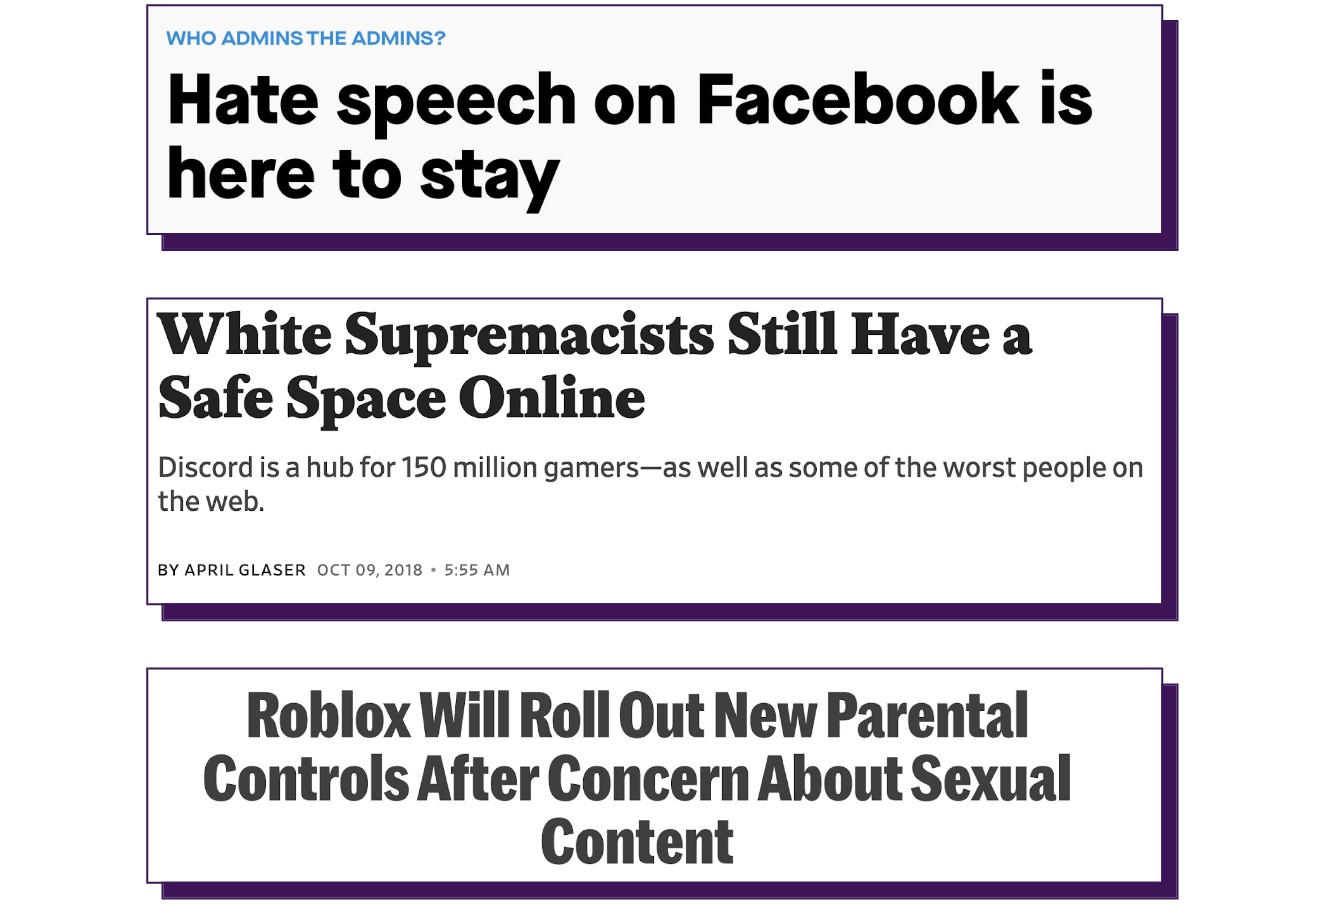 WHO ADMINS THE ADMINS?
Hate speech on Facebook is
here to stay
White Supremacists Still Have a
Safe Space Online
Discord is a hub for 150 million gamers—as well as some of the worst people on
the web.
BY APRIL GLASER OCT 09, 2018 • 5:55 AM
Roblox Will Roll Out New Parental
Controls After Concern About Sexual
Content